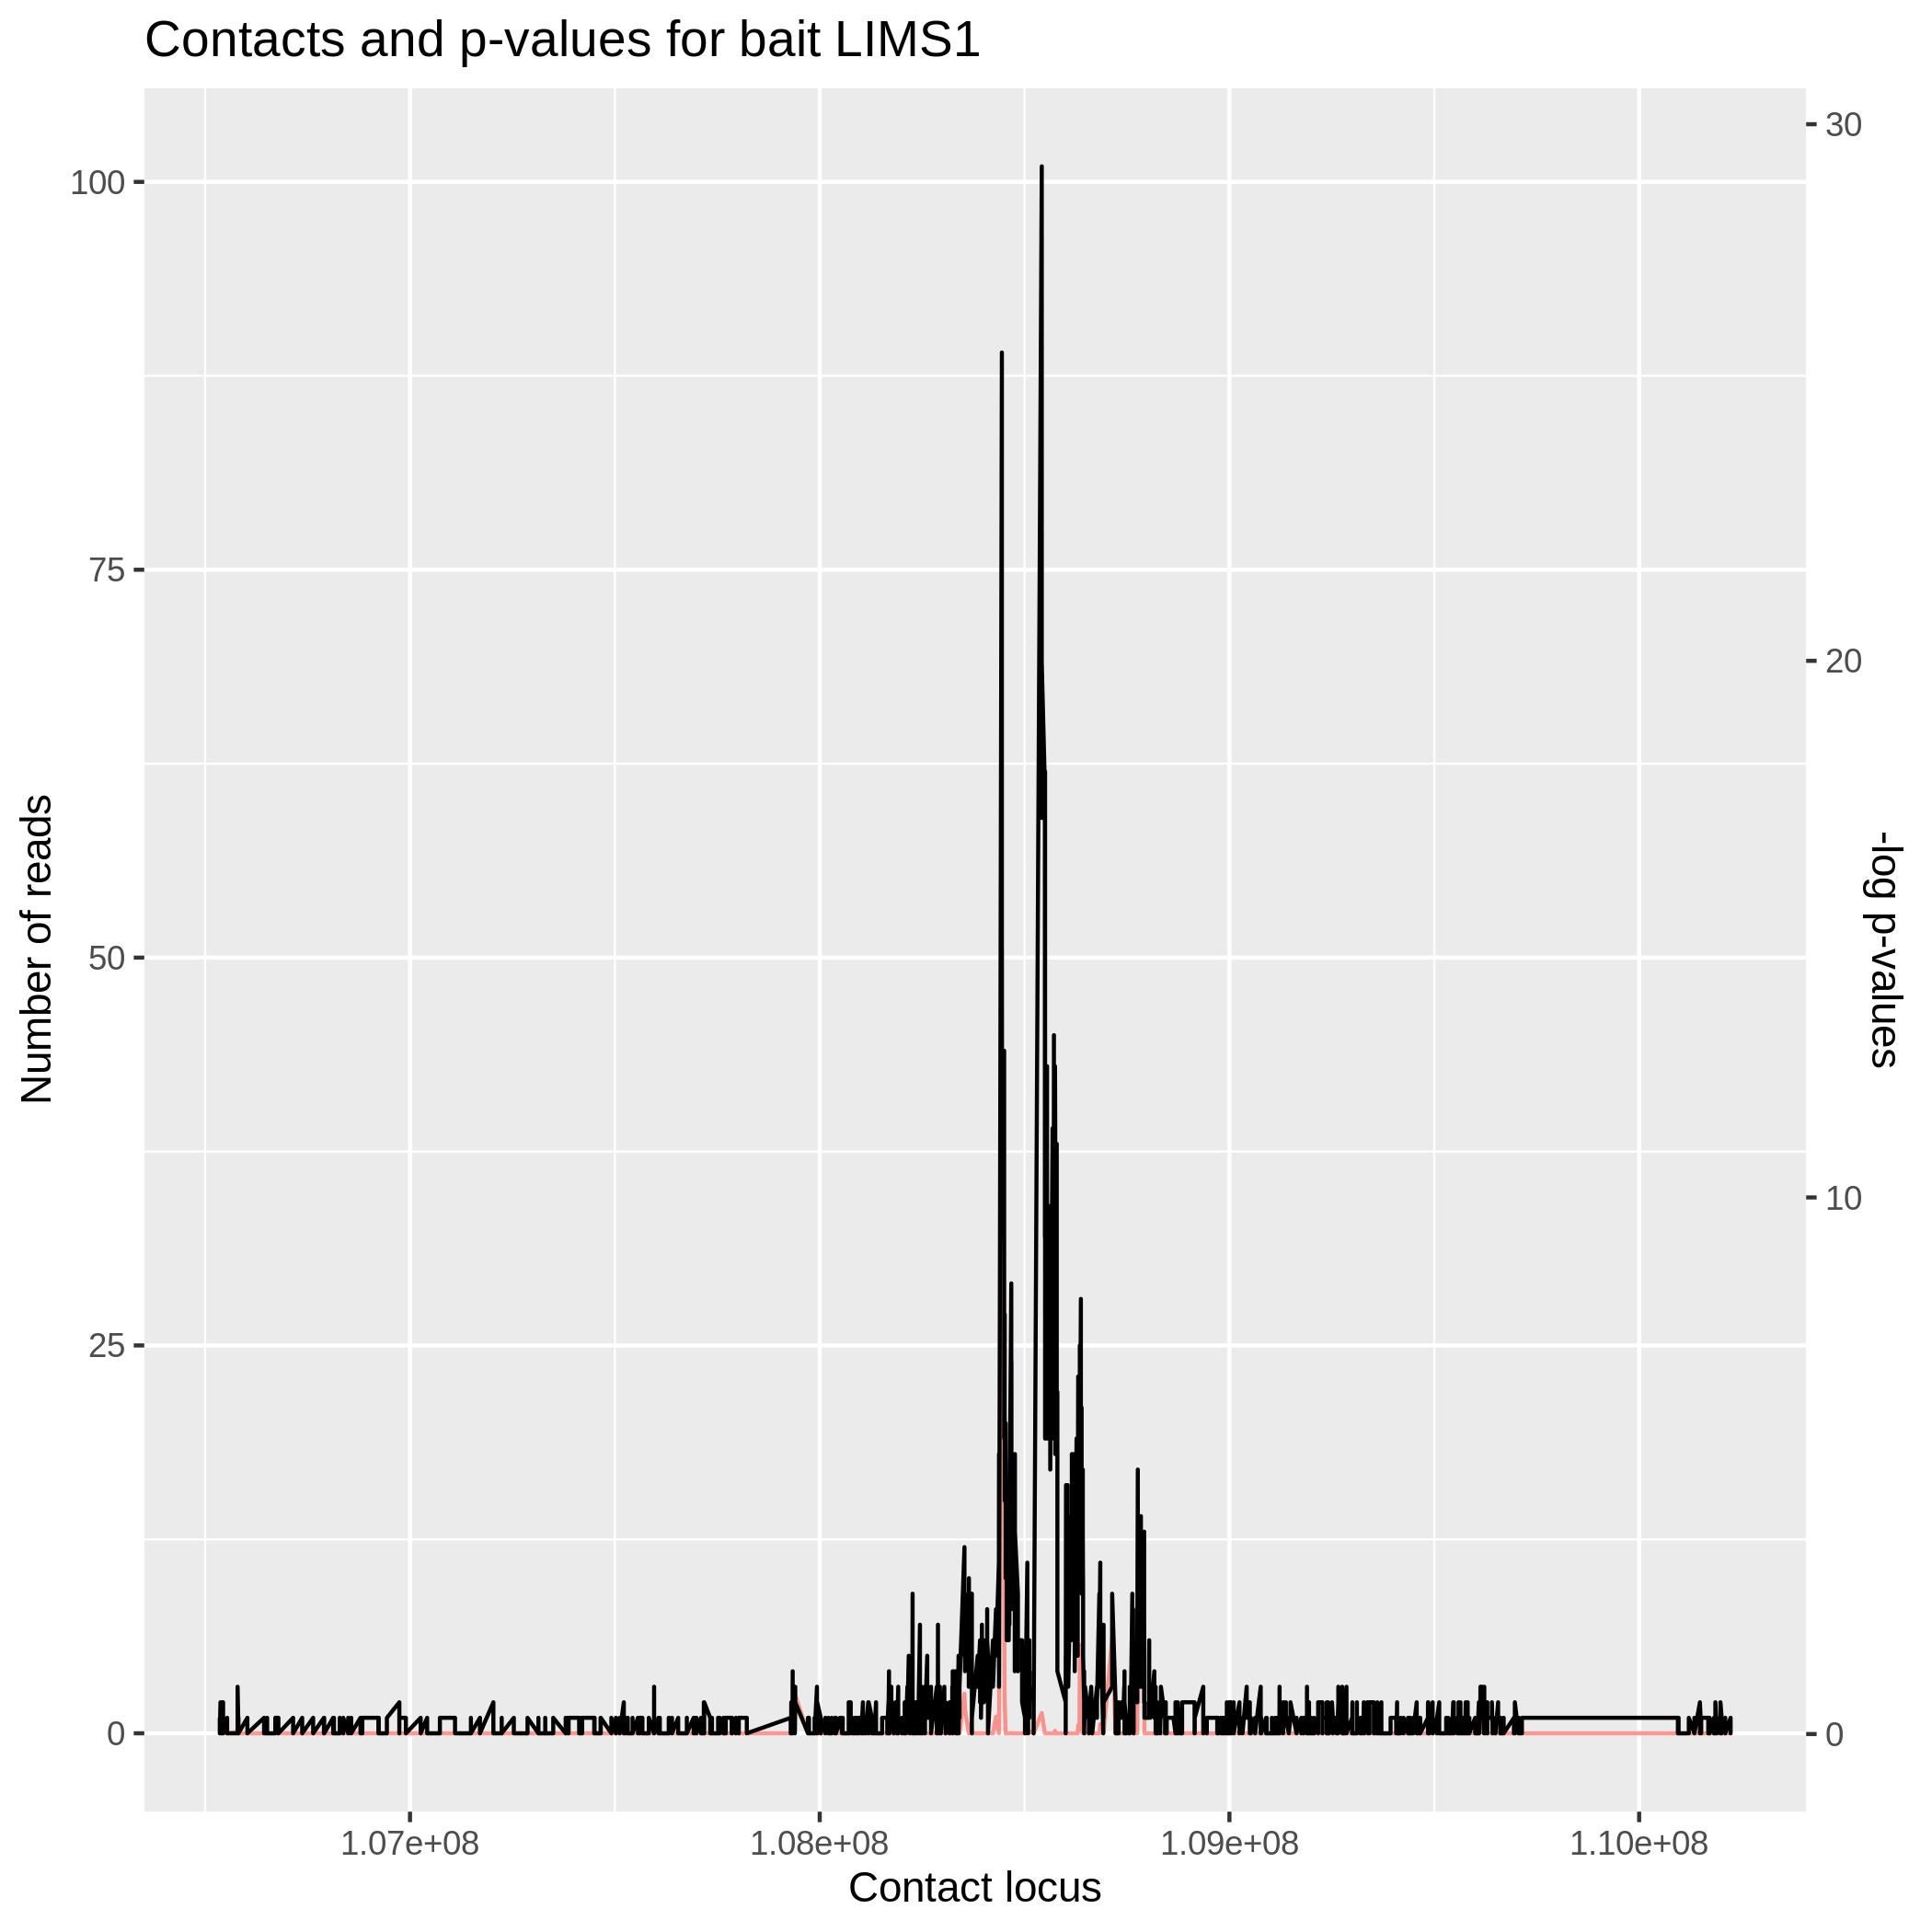 Contacts and p-values for bait LIMS1
Number of reads
100
75
50
25
0
30
20
10
0
-log p-values
1.07e+08 1.08e+08 1.09e+08 1.10e+08
Contact locus